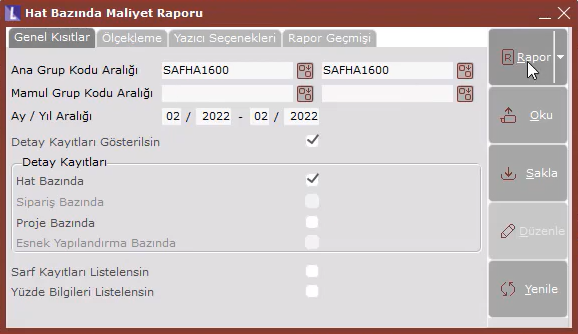 Hat Bazında Maliyet Raporu
Genel Kısıtlar Ölçekleme Yazıcı Seçenekleri Rapor Geçmişi
Ana Grup Kodu Aralığı SAFHA1600 SAFHA1600
Mamul Grup Kodu Aralığı
Ay / Yıl Aralığı 02 / 2022 - 02 / 2022
Detay Kayıtları Gösterilsin
Detay Kayıtları
Hat Bazında
Sipariş Bazında
Proje Bazında
Esnek Yapılandırma Bazında
Sarf Kayıtları Listelensin
Yüzde Bilgileri Listelensin
Rapor
Oku
Sakla
Düzenle
Yenile